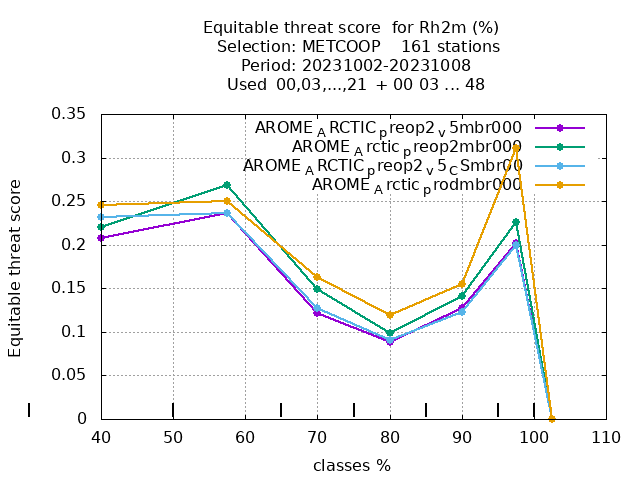 Equitable threat score for Rh2m (%)
Selection: METCOOP 161 stations
Period: 20231002-20231008
Used 00,03,...,21 + 00 03 ... 48
AROME_ARCTIC_preop2_v5mbr000
AROME_Arctic_preop2mbr000
AROME_ARCTIC_preop2_v5_CSmbr00
AROME_Arctic_prodmbr000
Equitable threat score
0.35
0.3
0.25
0.2
0.15
0.1
0.05
0
40 50 60 70 80 90 100 110
classes %